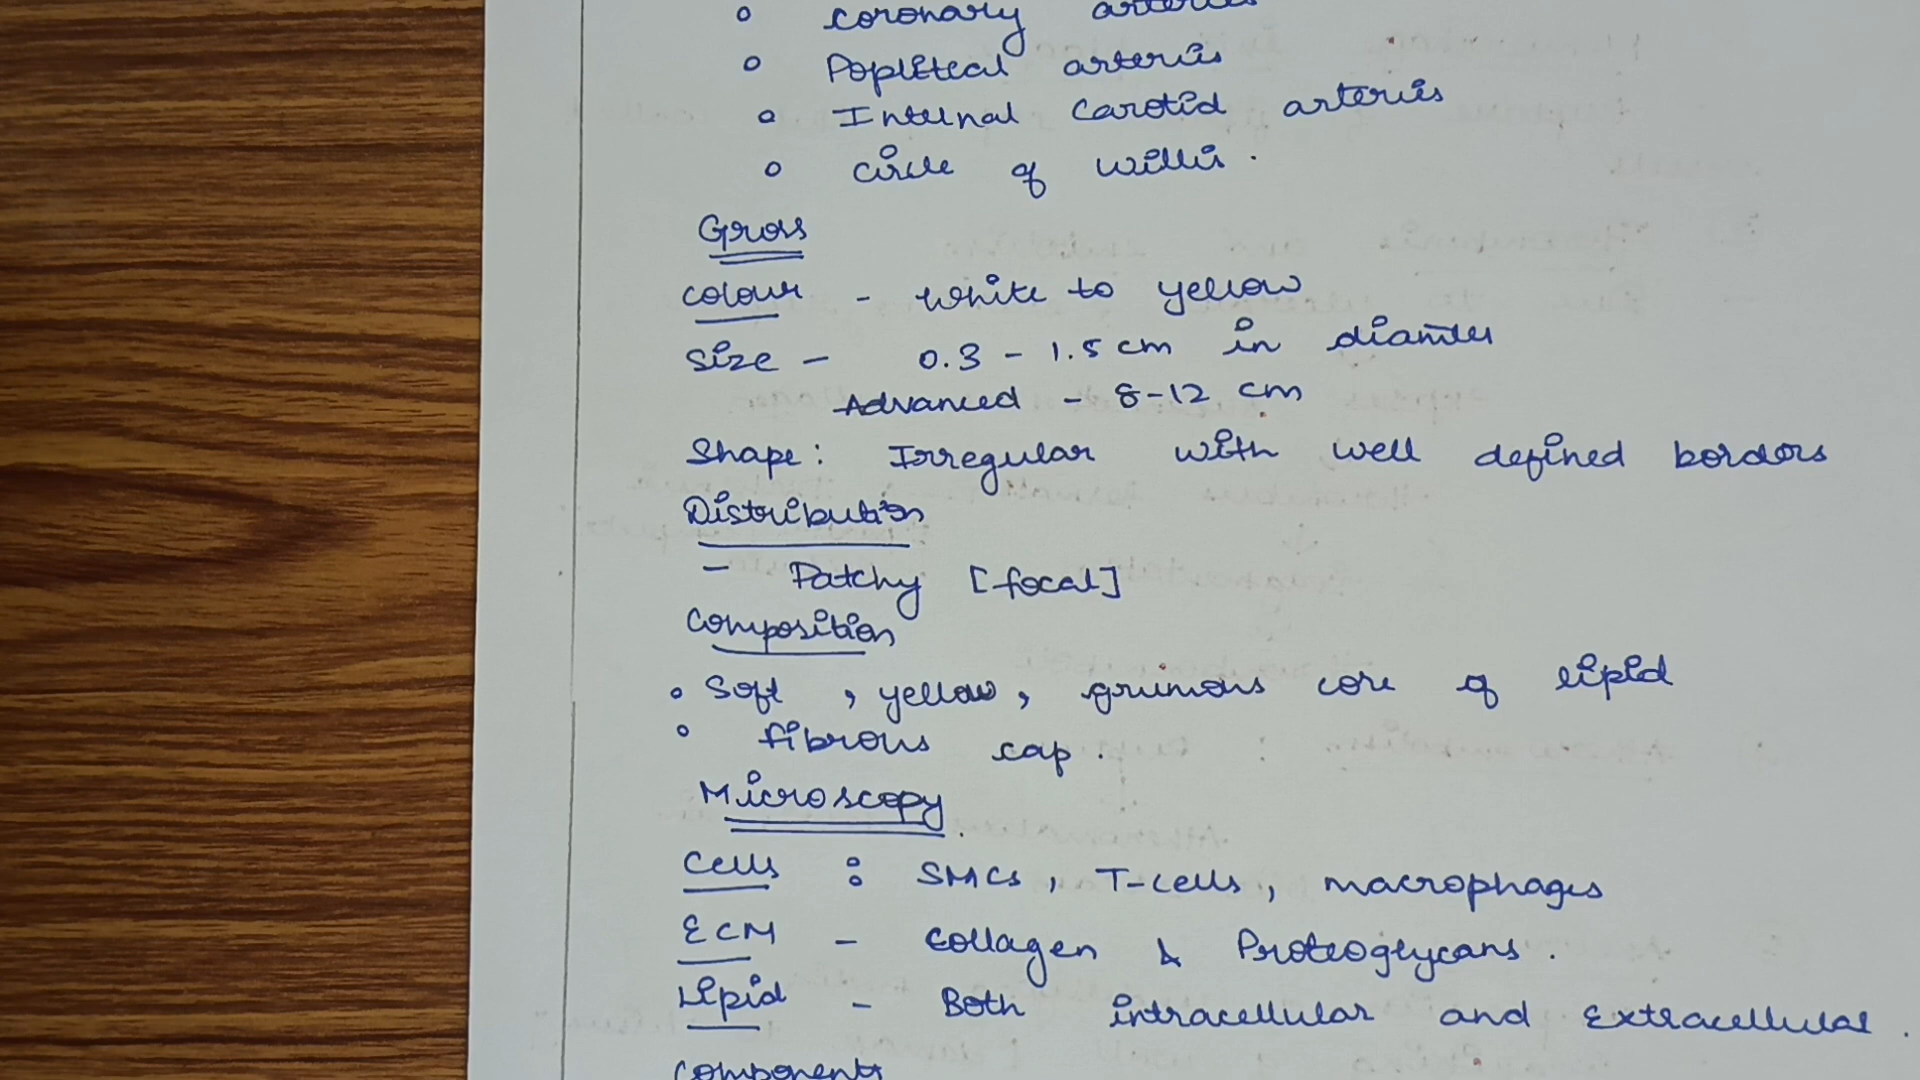 o coronary arteries
o Popliteal arteries
o Internal Carotid arteries
o circle of willis.
Gross
colour - white to yellow
Size - 0.3 - 1.5 cm in diameter
Advanced - 8-12 cm
Shape: Irregular with well defined borders
Distribution
- Patchy [focal]
Composition
o Soft, yellow, grumous core of lipid
o fibrous cap.
Microscopy.
Cells : SMCs, T-cells, macrophages
ECM - collagen & Proteoglycans.
Lipid - Both intracellular and Extracellular.
Components